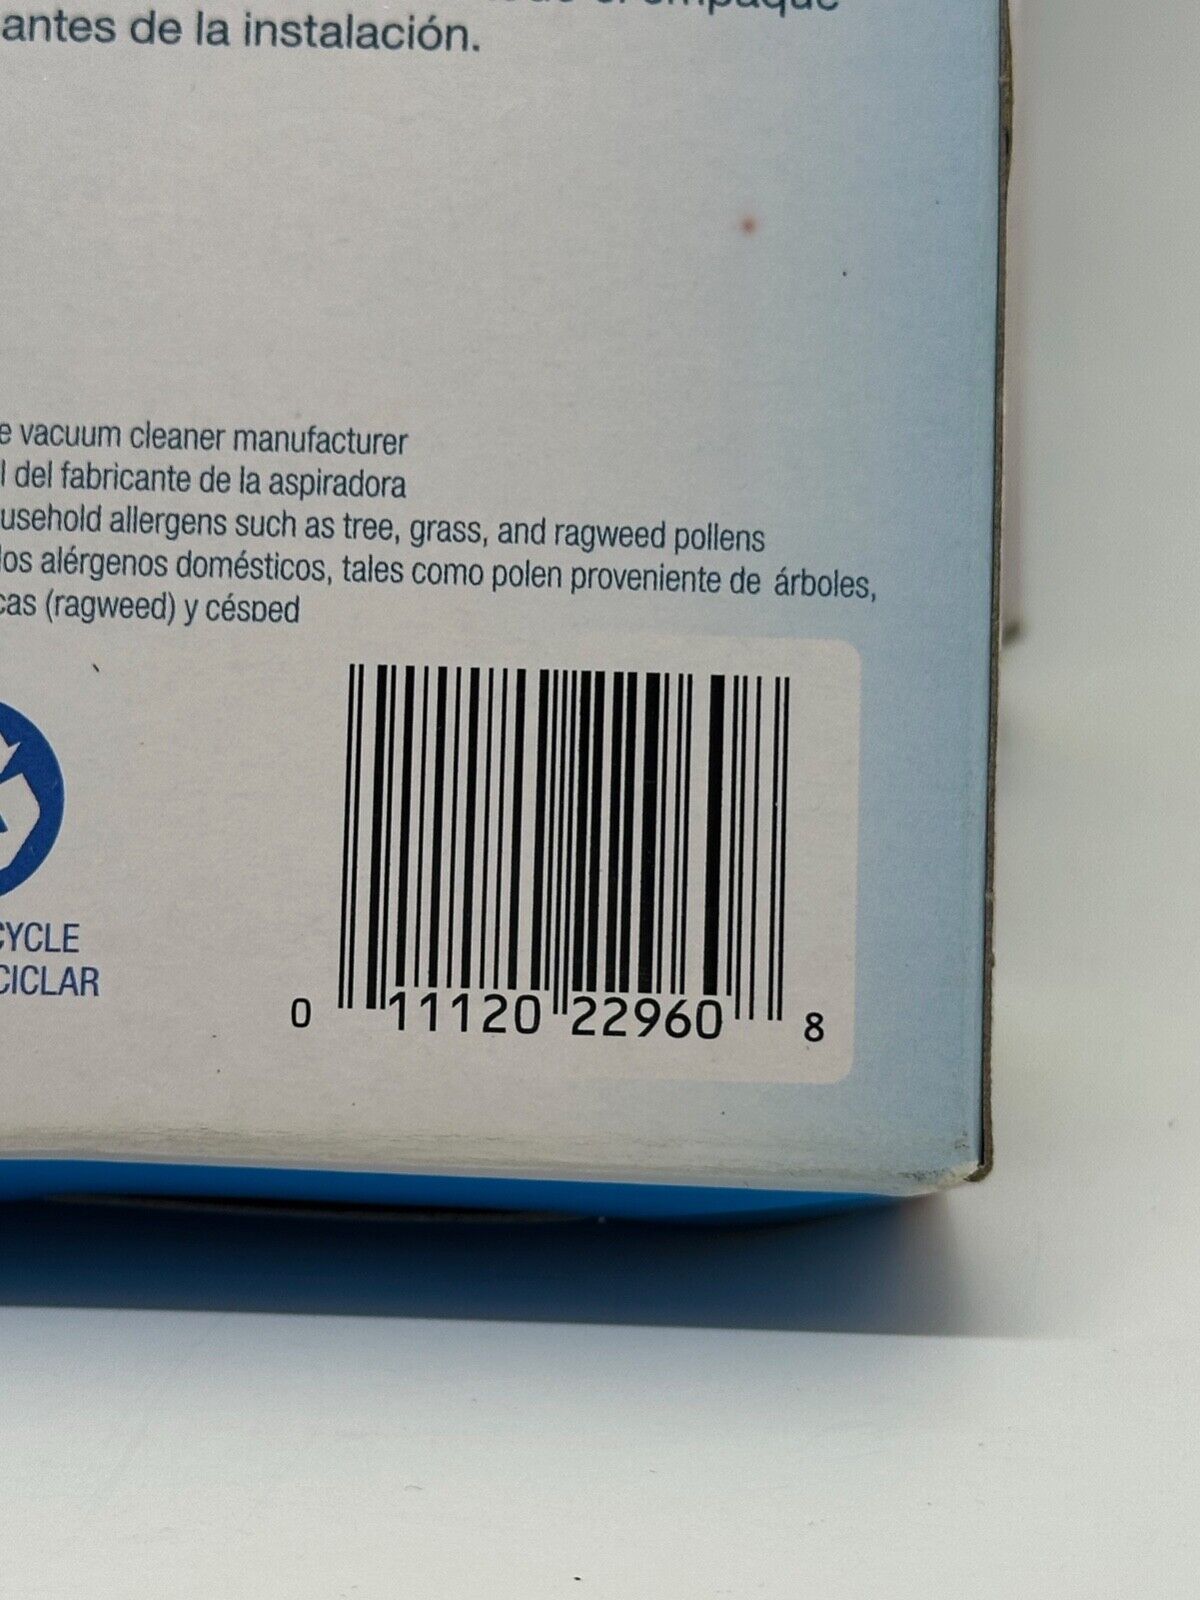 empaque
antes de la instalación.
e vacuum cleaner manufacturer
l del fabricante de la aspiradora
usehold allergens such as tree, grass, and ragweed pollens
los alérgenos domésticos, tales como polen proveniente de árboles,
cas (ragweed) y césped
CYCLE
CICLAR
0 11120 22960 8